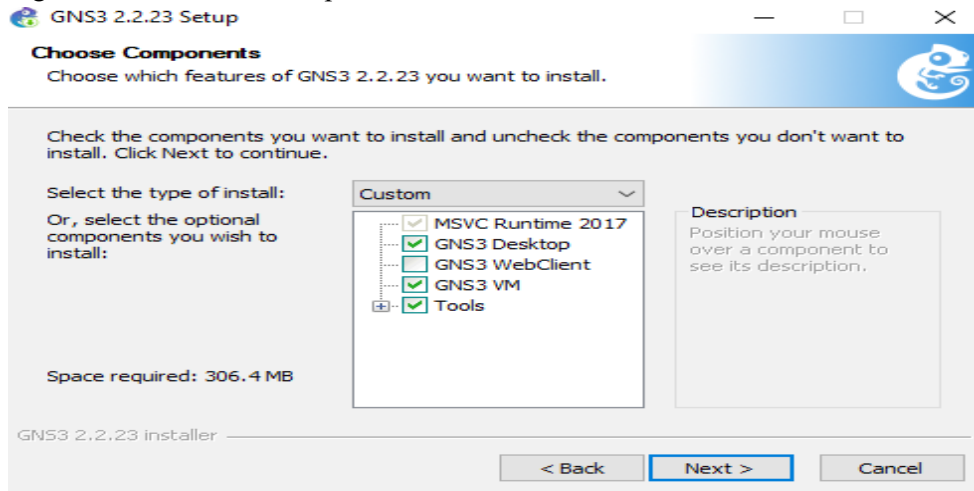 GNS3 2.2.23 Setup
Choose Components
Choose which features of GNS3 2.2.23 you want to install.
Check the components you want to install and uncheck the components you don't want to
install. Click Next to continue.
Select the type of install:
Custom
Or, select the optional
components you wish to
install:
MSVC Runtime 2017
GNS3 Desktop
GNS3 WebClient
GNS3 VM
Tools
Description
Position your mouse
over a component to
see its description.
Space required: 306.4 MB
GNS3 2.2.23 installer
< Back
Next >
Cancel